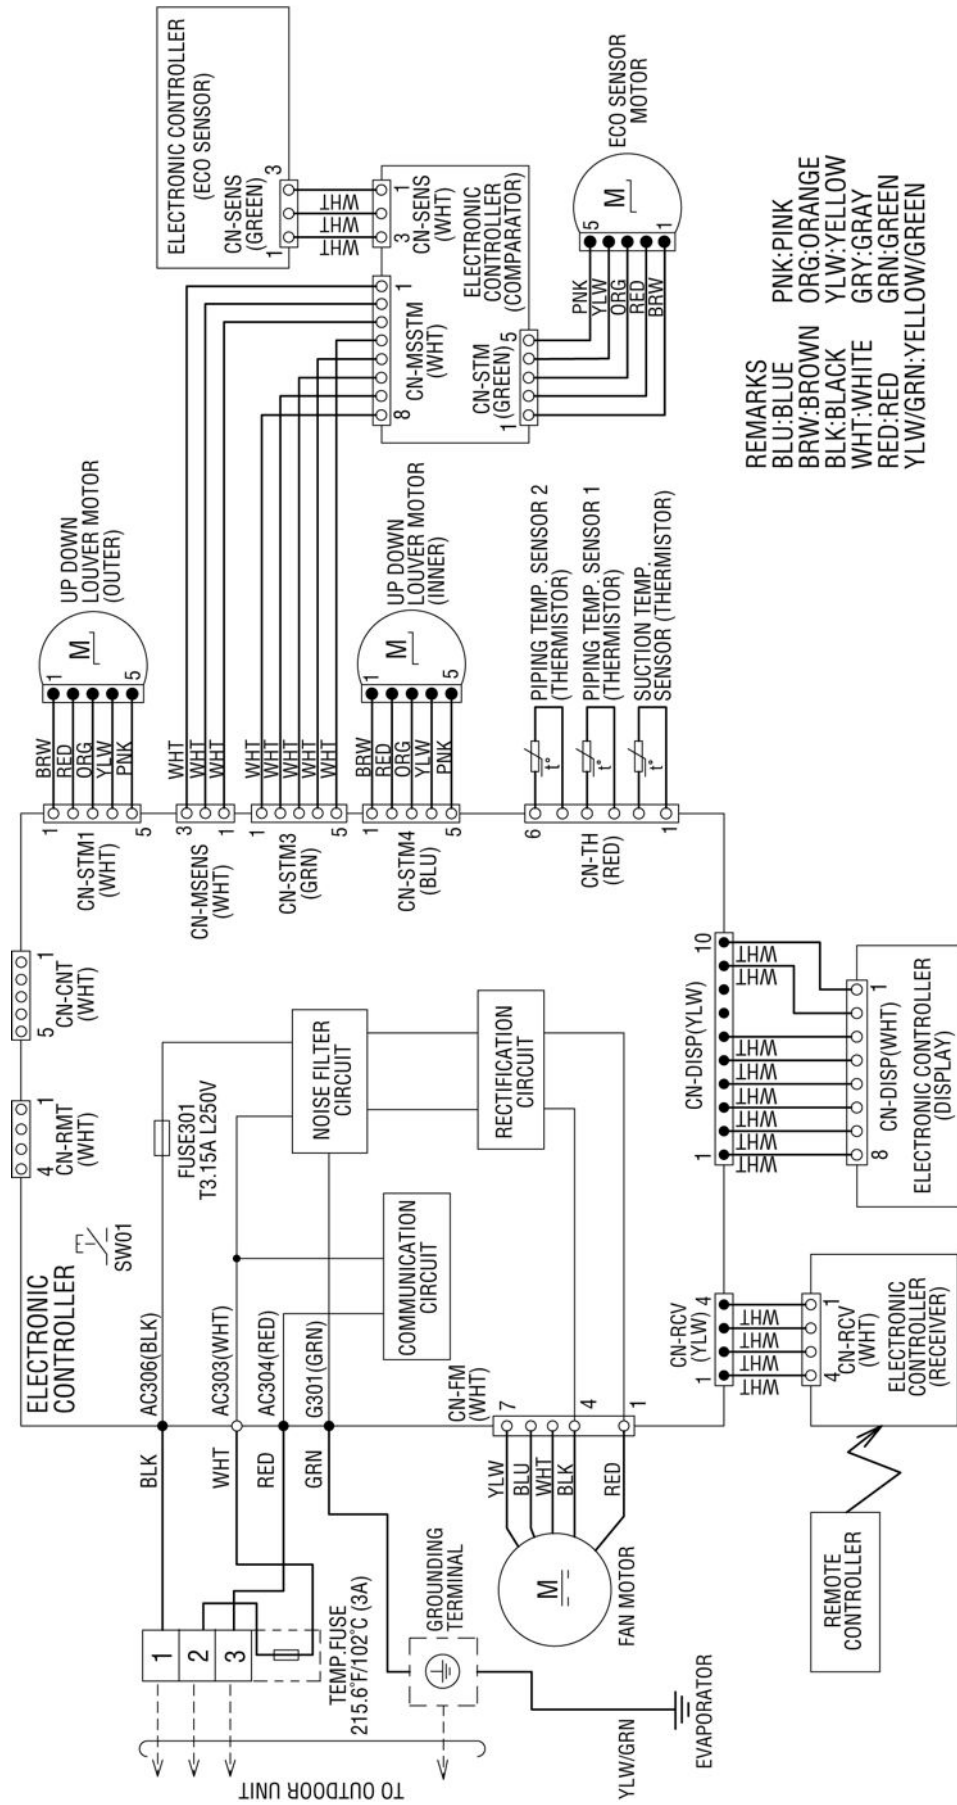 ELECTRONIC
CONTROLLER
SW01
4
1
CN-RMT
(WHT)
5
1
CN-CNT
(WHT)
AC306(BLK)
AC303(WHT)
AC304(RED)
G301(GRN)
FUSE301
T3.15A L250V
NOISE FILTER
CIRCUIT
COMMUNICATION
CIRCUIT
RECTIFICATION
CIRCUIT
1
2
3
BLK
WHT
RED
GRN
TEMP.FUSE
215.6°F/102°C (3A)
TO OUTDOOR UNIT
GROUNDING
TERMINAL
YLW/GRN
EVAPORATOR
CN-FM
(WHT)
7
4
1
YLW
BLU
WHT
BLK
RED
M
FAN MOTOR
REMOTE
CONTROLLER
1
CN-RCV
(YLW)
4
WHT
WHT
WHT
WHT
4
CN-RCV
(WHT)
1
ELECTRONIC
CONTROLLER
(RECEIVER)
1
CN-DISP(YLW)
10
WHT
WHT
WHT
WHT
WHT
WHT
WHT
WHT
8
CN-DISP(WHT)
1
ELECTRONIC CONTROLLER
(DISPLAY)
1
CN-STM1
(WHT)
5
BRW
RED
ORG
YLW
PNK
1
5
M
UP DOWN
LOUVER MOTOR
(OUTER)
3
CN-MSENS
(WHT)
1
WHT
WHT
WHT
1
CN-STM3
(GRN)
5
WHT
WHT
WHT
WHT
WHT
1
CN-STM4
(BLU)
5
BRW
RED
ORG
YLW
PNK
1
5
M
UP DOWN
LOUVER MOTOR
(INNER)
6
CN-TH
(RED)
1
t°
t°
t°
PIPING TEMP. SENSOR 2
(THERMISTOR)
PIPING TEMP. SENSOR 1
(THERMISTOR)
SUCTION TEMP.
SENSOR (THERMISTOR)
ELECTRONIC CONTROLLER
(ECO SENSOR)
CN-SENS
(GREEN)
1
3
WHT
WHT
WHT
3
1
CN-SENS
(WHT)
8
1
CN-MSSTM
(WHT)
ELECTRONIC
CONTROLLER
(COMPARATOR)
CN-STM
(GREEN)
1
5
PNK
YLW
ORG
RED
BRW
5
1
M
ECO SENSOR
MOTOR
REMARKS
BLU:BLUE PNK:PINK
BRW:BROWN ORG:ORANGE
BLK:BLACK YLW:YELLOW
WHT:WHITE GRY:GRAY
RED:RED GRN:GREEN
YLW/GRN:YELLOW/GREEN